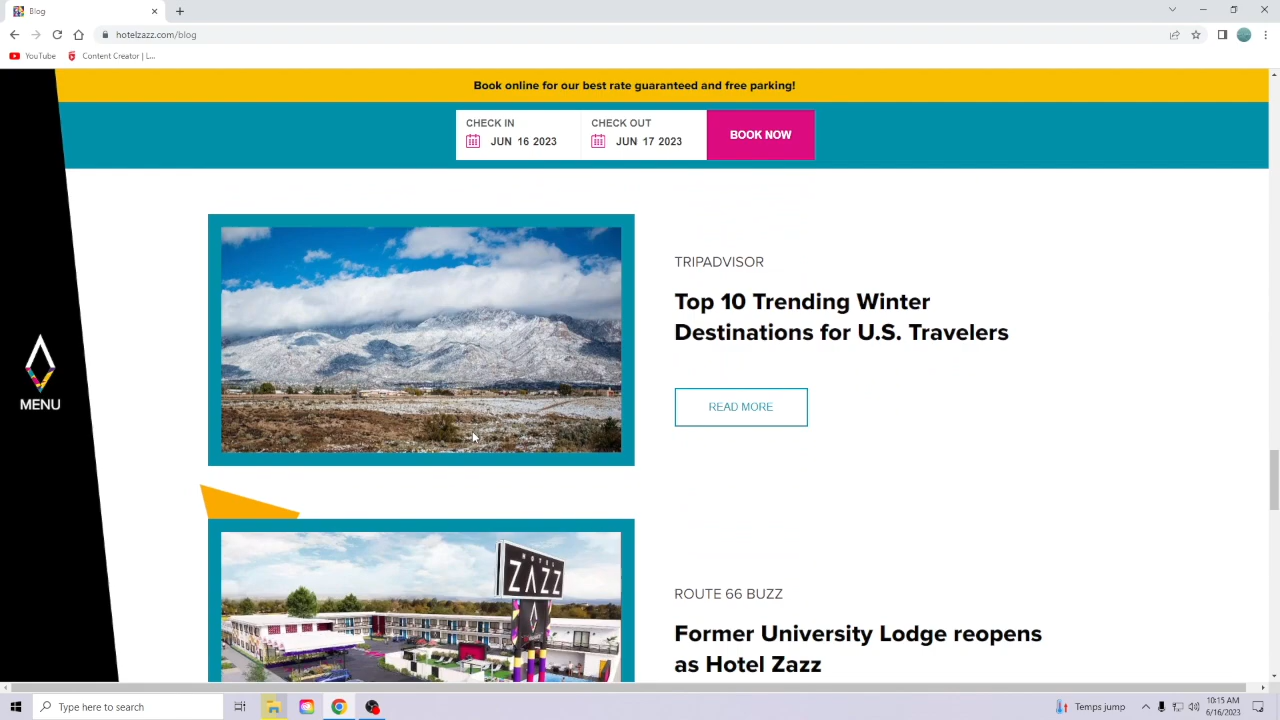 Blog
hotelzazz.com/blog
YouTube
Content Creator | L...
Book online for our best rate guaranteed and free parking!
CHECK IN
JUN 16 2023
CHECK OUT
JUN 17 2023
BOOK NOW
TRIPADVISOR
Top 10 Trending Winter
Destinations for U.S. Travelers
READ MORE
MENU
HOTEL
ZAZZ
ROUTE 66 BUZZ
Former University Lodge reopens
as Hotel Zazz
Type here to search
Temps jump
10:15 AM
6/16/2023